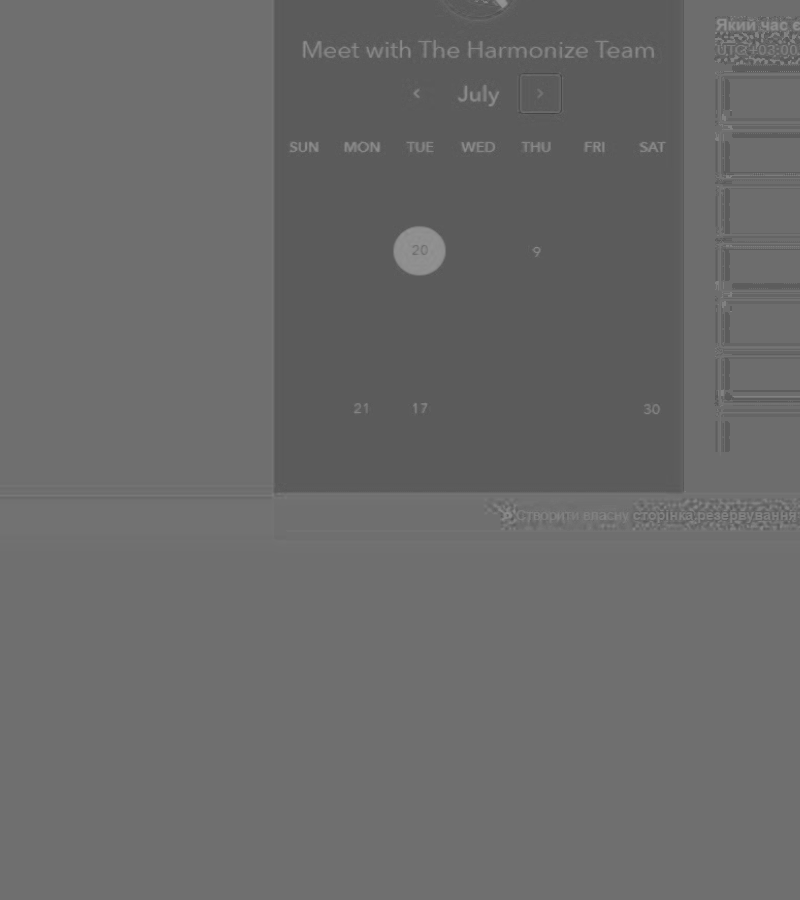 Meet with The Harmonize Team
Який час є
UTC +03:00
July
SUN MON TUE WED THU FRI SAT
20 9
21 17 30
Створити власну сторінка резервування